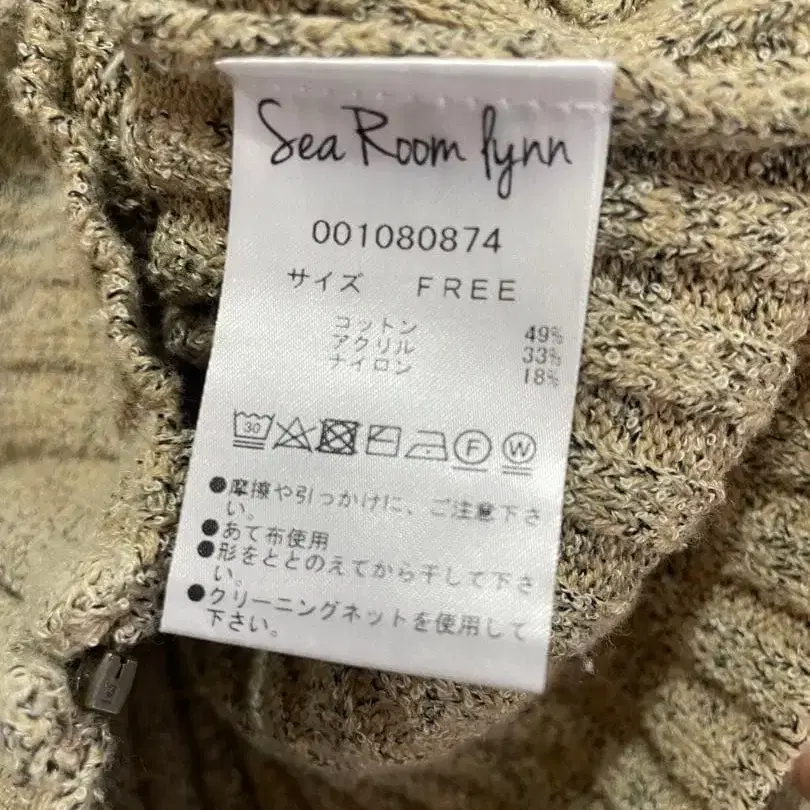 Sea Room lynn
001080874
サイズ FREE
コットン 49%
アクリル 33%
ナイロン 18%
30 F W
●摩擦や引っかけに、ご注意下さ
い。
●あて布使用
●形をととのえてから干して下さ
い。
●クリーニングネットを使用して
下さい。